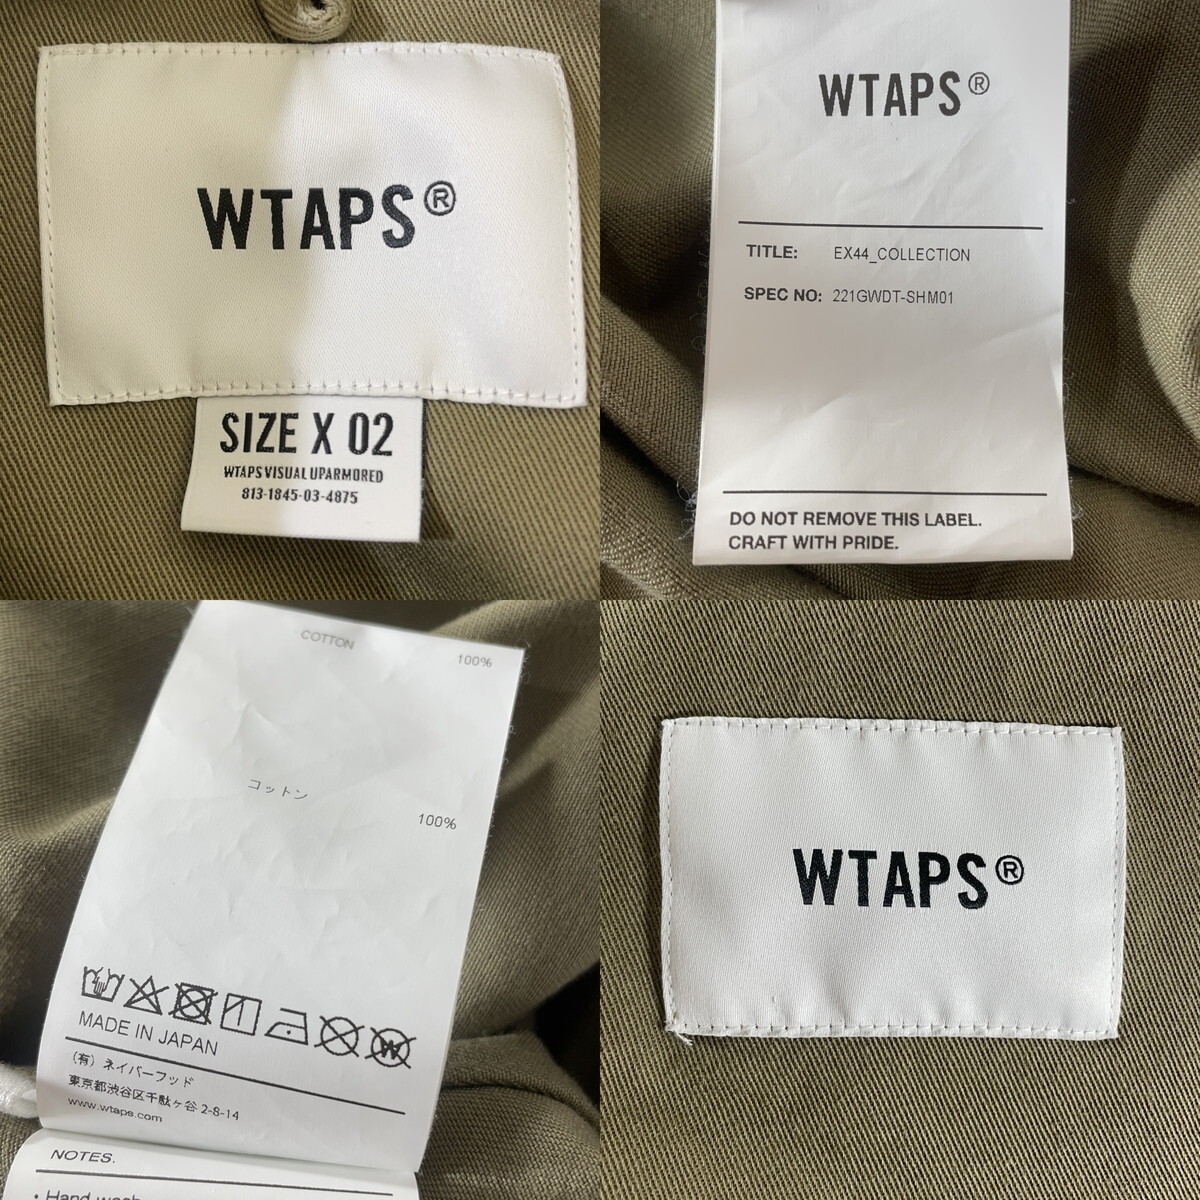 WTAPS®
SIZE X 02
WTAPS VISUAL UPARMORED
813-1845-03-4875
WTAPS®
TITLE: EX44_COLLECTION
SPEC NO: 221GWDT-SHM01
DO NOT REMOVE THIS LABEL.
CRAFT WITH PRIDE.
COTTON
100%
コットン
100%
MADE IN JAPAN
(有) ネイバーフッド
東京都渋谷区千駄ヶ谷 2-8-14
www.wtaps.com
NOTES.
・Hand wash
WTAPS®